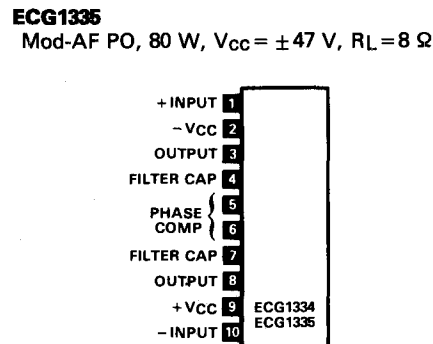 ECG1335
Mod-AF PO, 80 W, VCC = ± 47 V, RL = 8 Ω
+ INPUT 1
- VCC 2
OUTPUT 3
FILTER CAP 4
PHASE COMP { 5
6
FILTER CAP 7
OUTPUT 8
+ VCC 9
- INPUT 10
ECG1334
ECG1335